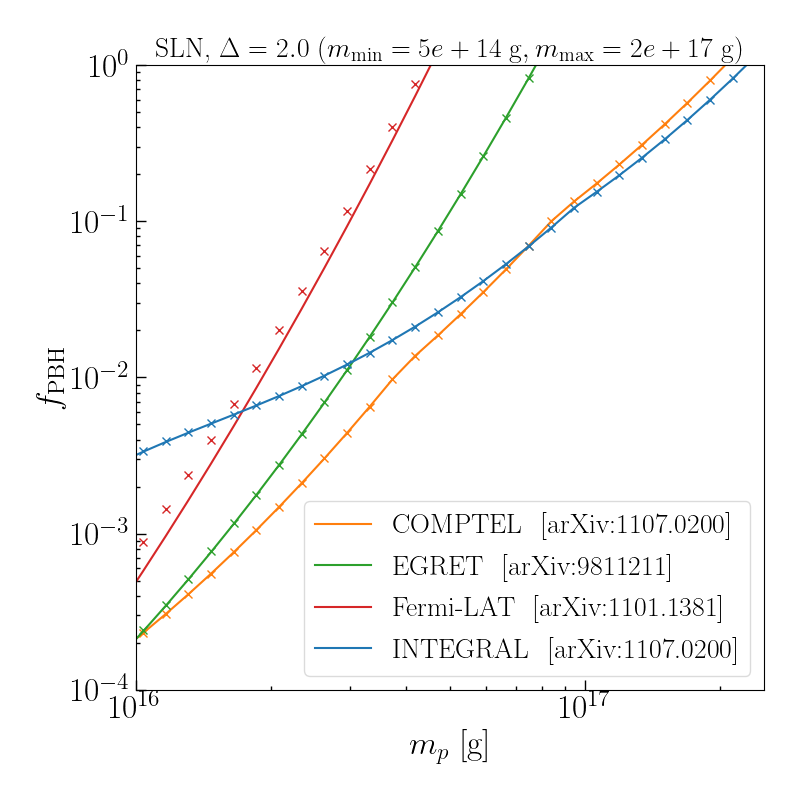 SLN, Δ = 2.0 (m_min = 5e + 14 g, m_max = 2e + 17 g)
f_PBH
10^0
10^−1
10^−2
10^−3
10^−4
COMPTEL [arXiv:1107.0200]
EGRET [arXiv:9811211]
Fermi-LAT [arXiv:1101.1381]
INTEGRAL [arXiv:1107.0200]
10^16 10^17
m_p [g]